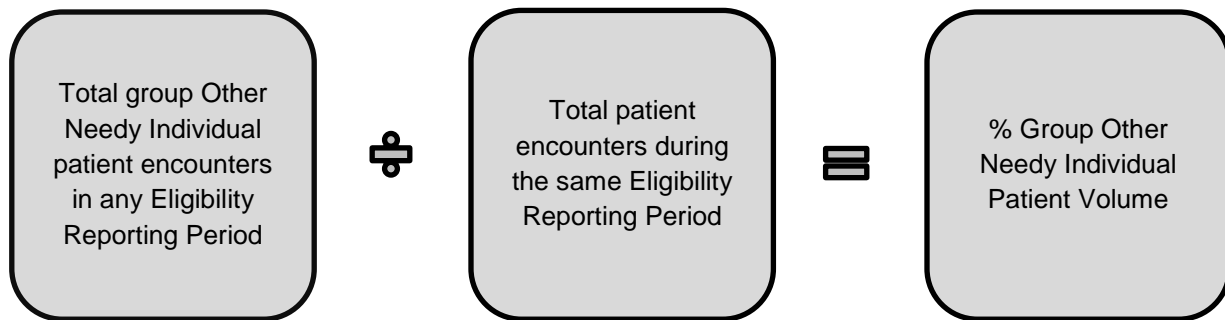 Total group Other
Needy Individual
patient encounters
in any Eligibility
Reporting Period
÷
Total patient
encounters during
the same Eligibility
Reporting Period
=
% Group Other
Needy Individual
Patient Volume